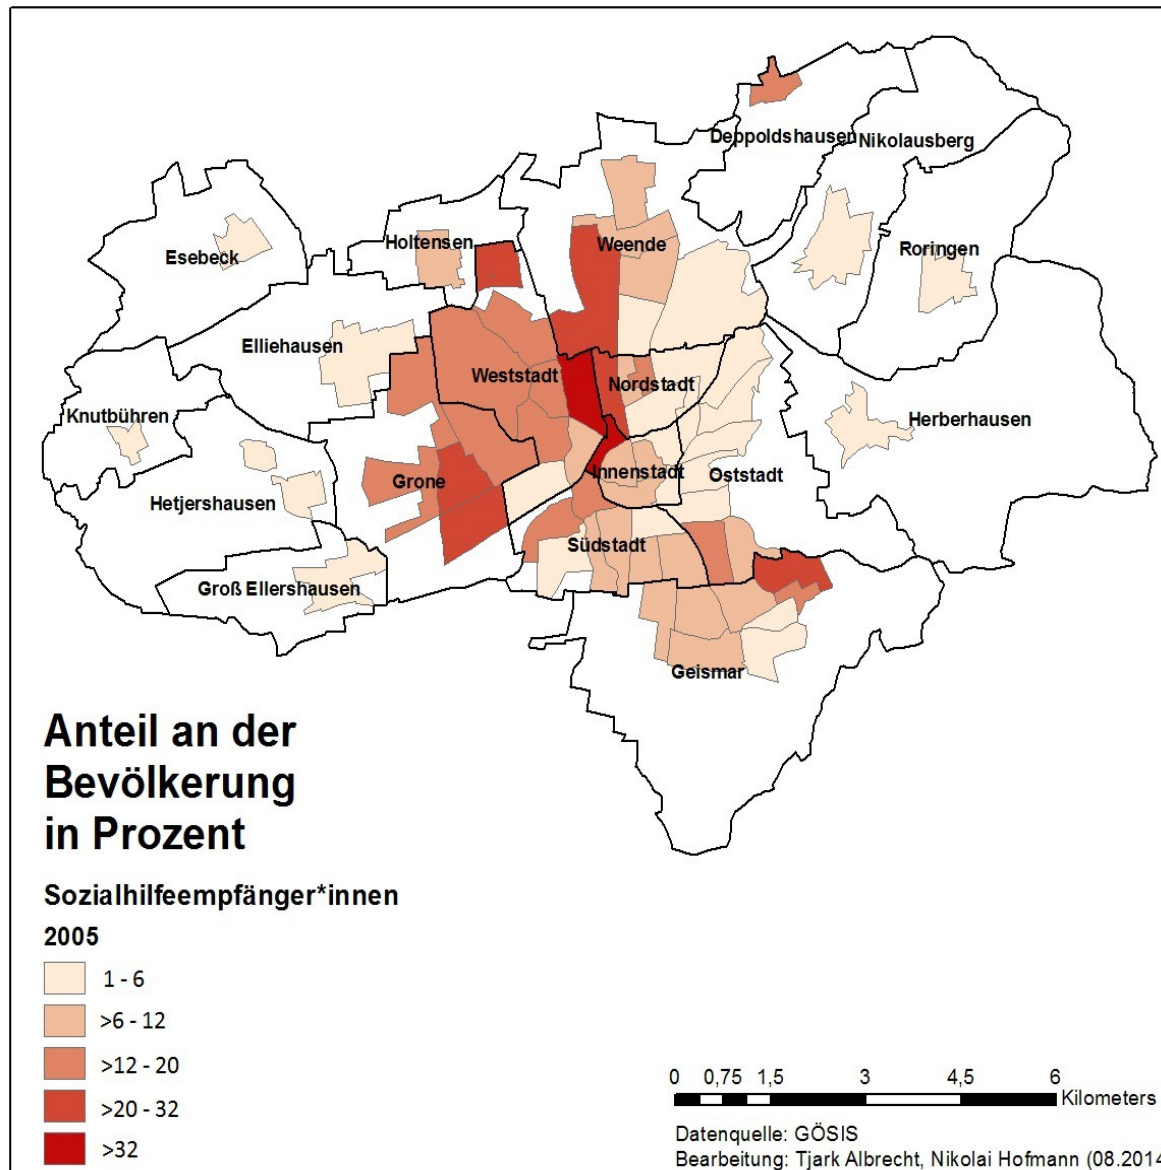 Deppoldshausen
Nikolausberg
Holtensen
Weende
Roringen
Esebeck
Elliehausen
Weststadt
Nordstadt
Knutbühren
Herberhausen
Grone
Innenstadt
Oststadt
Hetjershausen
Südstadt
Groß Ellershausen
Geismar
Anteil an der
Bevölkerung
in Prozent
Sozialhilfeempfänger*innen
2005
1 - 6
>6 - 12
>12 - 20
>20 - 32
>32
0 0,75 1,5 3 4,5 6
Kilometers
Datenquelle: GÖSIS
Bearbeitung: Tjark Albrecht, Nikolai Hofmann (08.2014